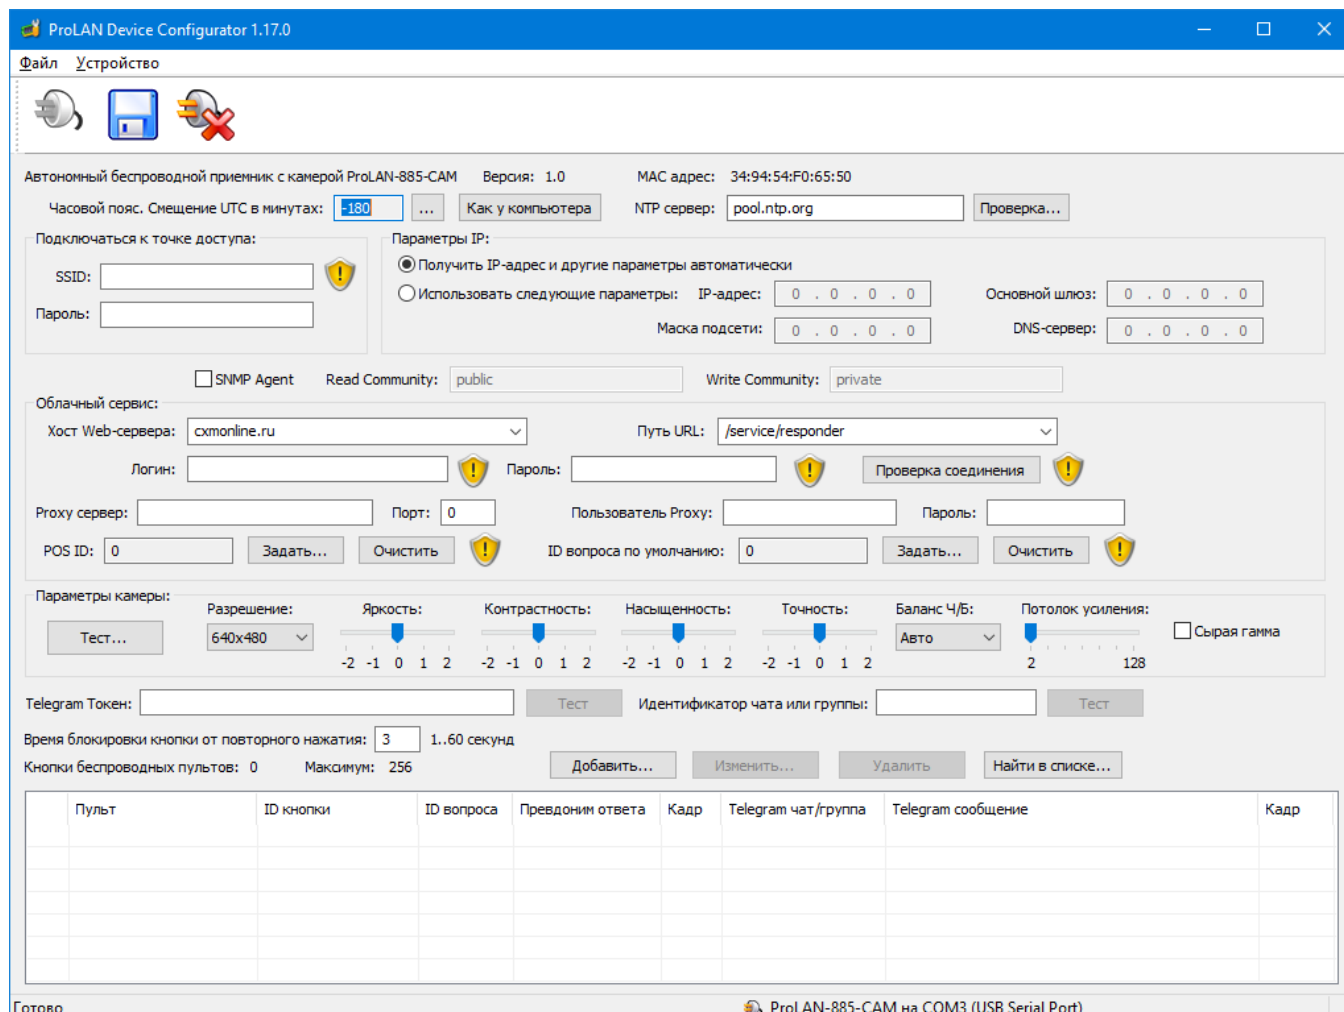 ProLAN Device Configurator 1.17.0
Файл Устройство
Автономный беспроводной приемник с камерой ProLAN-885-CAM Версия: 1.0 MAC адрес: 34:94:54:F0:65:50
Часовой пояс. Смещение UTC в минутах: -180 ... Как у компьютера NTP сервер: pool.ntp.org Проверка...
Подключаться к точке доступа: Параметры IP:
Получить IP-адрес и другие параметры автоматически
SSID:
Использовать следующие параметры: IP-адрес: 0 . 0 . 0 . 0 Основной шлюз: 0 . 0 . 0 . 0
Пароль:
Маска подсети: 0 . 0 . 0 . 0 DNS-сервер: 0 . 0 . 0 . 0
SNMP Agent Read Community: public Write Community: private
Облачный сервис:
Хост Web-сервера: cxmonline.ru Путь URL: /service/responder
Логин: Пароль: Проверка соединения
Proxy сервер: Порт: 0 Пользователь Proxy: Пароль:
POS ID: 0 Задать... Очистить ID вопроса по умолчанию: 0 Задать... Очистить
Параметры камеры:
Разрешение: Яркость: Контрастность: Насыщенность: Точность: Баланс Ч/Б: Потолок усиления:
Тест... 640x480 Авто Сырая гамма
-2 -1 0 1 2 -2 -1 0 1 2 -2 -1 0 1 2 -2 -1 0 1 2 2 128
Telegram Токен: Тест Идентификатор чата или группы: Тест
Время блокировки кнопки от повторного нажатия: 3 1..60 секунд
Кнопки беспроводных пультов: 0 Максимум: 256 Добавить... Изменить... Удалить Найти в списке...
Пульт ID кнопки ID вопроса Превдоним ответа Кадр Telegram чат/группа Telegram сообщение Кадр
Готово ProLAN-885-CAM на COM3 (USB Serial Port)